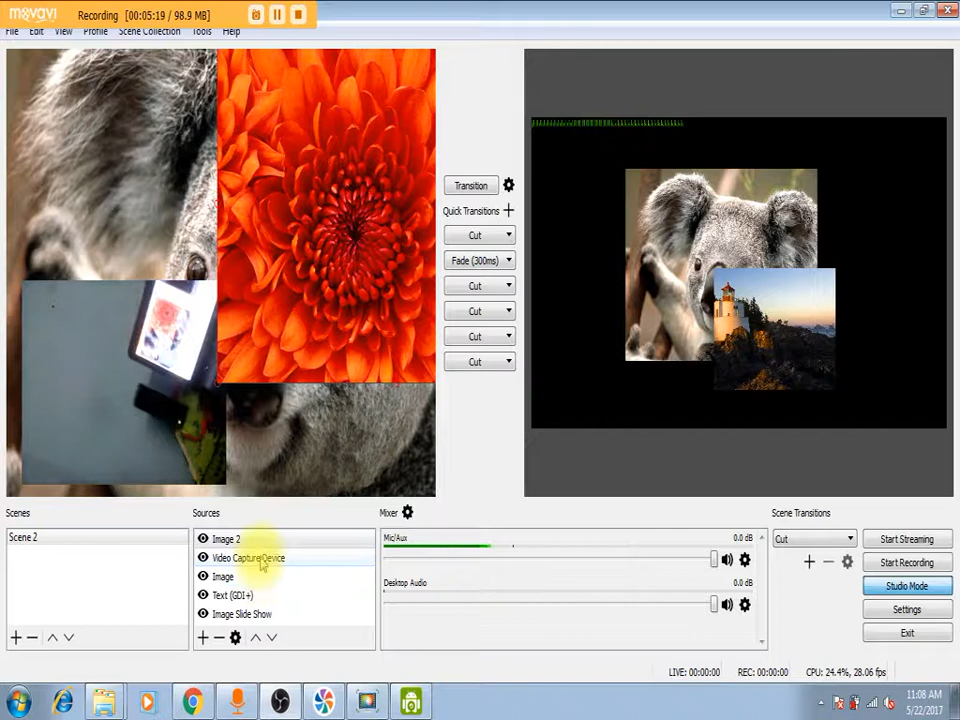 movavi
Recording [00:05:19 / 98.9 MB]
File Edit View Profile Scene Collection Tools Help
Transition
Quick Transitions
Cut
Fade (300ms)
Cut
Cut
Cut
Cut
Scenes
Scene 2
Sources
Image 2
Video Capture Device
Image
Text (GDI+)
Image Slide Show
Mixer
Mic/Aux 0.0 dB
Desktop Audio 0.0 dB
Scene Transitions
Cut
Start Streaming
Start Recording
Studio Mode
Settings
Exit
LIVE: 00:00:00 REC: 00:00:00 CPU: 24.4%, 28.06 fps
11:08 AM
5/22/2017